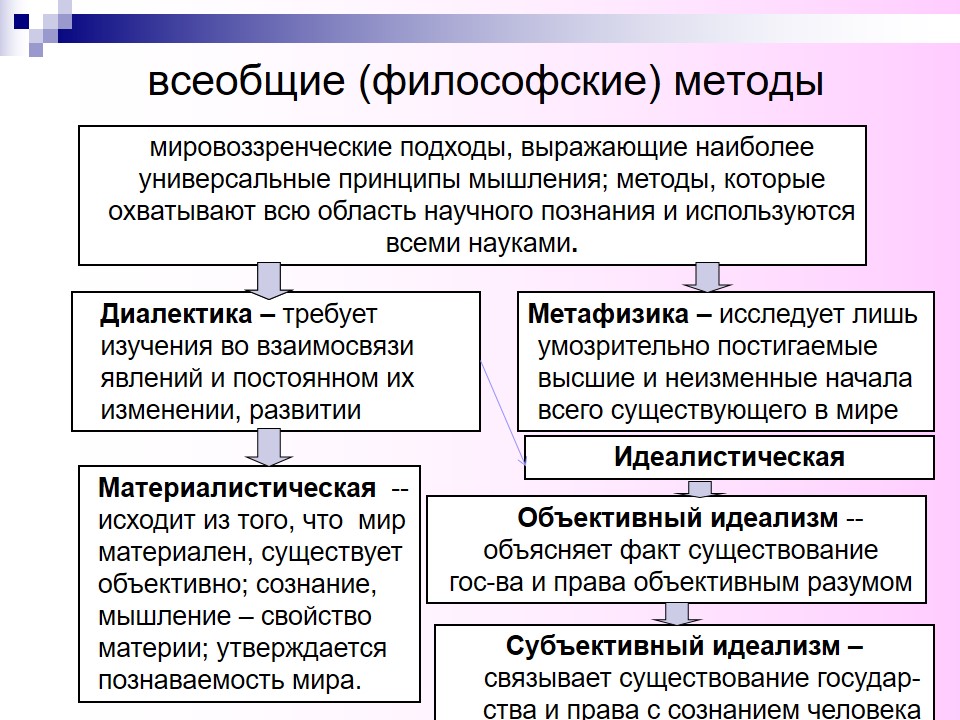 всеобщие (философские) методы
мировоззренческие подходы, выражающие наиболее
универсальные принципы мышления; методы, которые
охватывают всю область научного познания и используются
всеми науками.
Диалектика – требует
изучения во взаимосвязи
явлений и постоянном их
изменении, развитии
Метафизика – исследует лишь
умозрительно постигаемые
высшие и неизменные начала
всего существующего в мире
Материалистическая --
исходит из того, что мир
материален, существует
объективно; сознание,
мышление – свойство
материи; утверждается
познаваемость мира.
Идеалистическая
Объективный идеализм --
объясняет факт существование
гос-ва и права объективным разумом
Субъективный идеализм –
связывает существование государ-
ства и права с сознанием человека